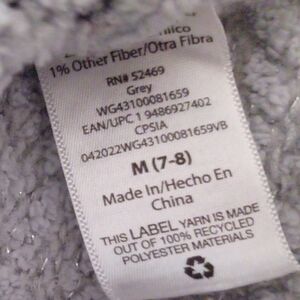 1% Other Fiber/Otra Fibra
RN# 52469
Grey
WG43100081659
EAN/UPC 1 9486927402
CPSIA
042022WG43100081659VB
M (7-8)
Made In/Hecho En
China
THIS LABEL YARN IS MADE
OUT OF 100% RECYCLED
POLYESTER MATERIALS